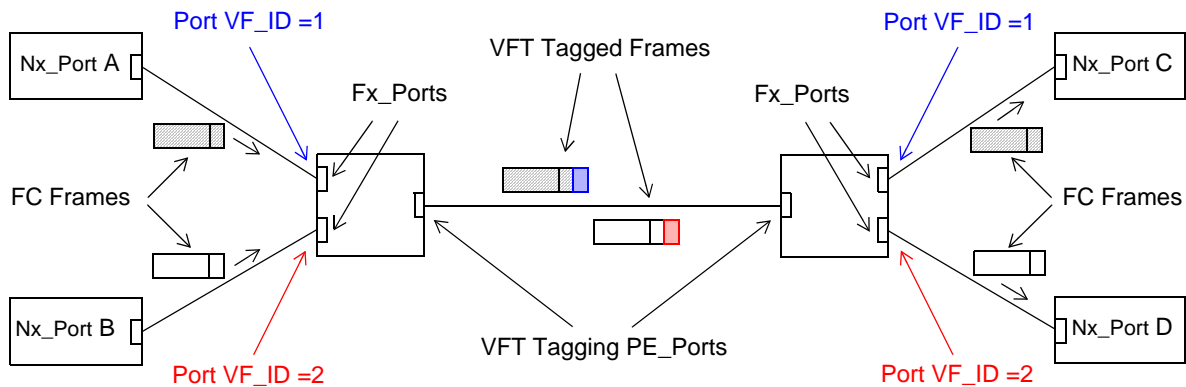 Port VF_ID =1
VFT Tagged Frames
Port VF_ID =1
Nx_Port A
Fx_Ports
Fx_Ports
Nx_Port C
FC Frames
FC Frames
Nx_Port B
VFT Tagging PE_Ports
Nx_Port D
Port VF_ID =2
Port VF_ID =2